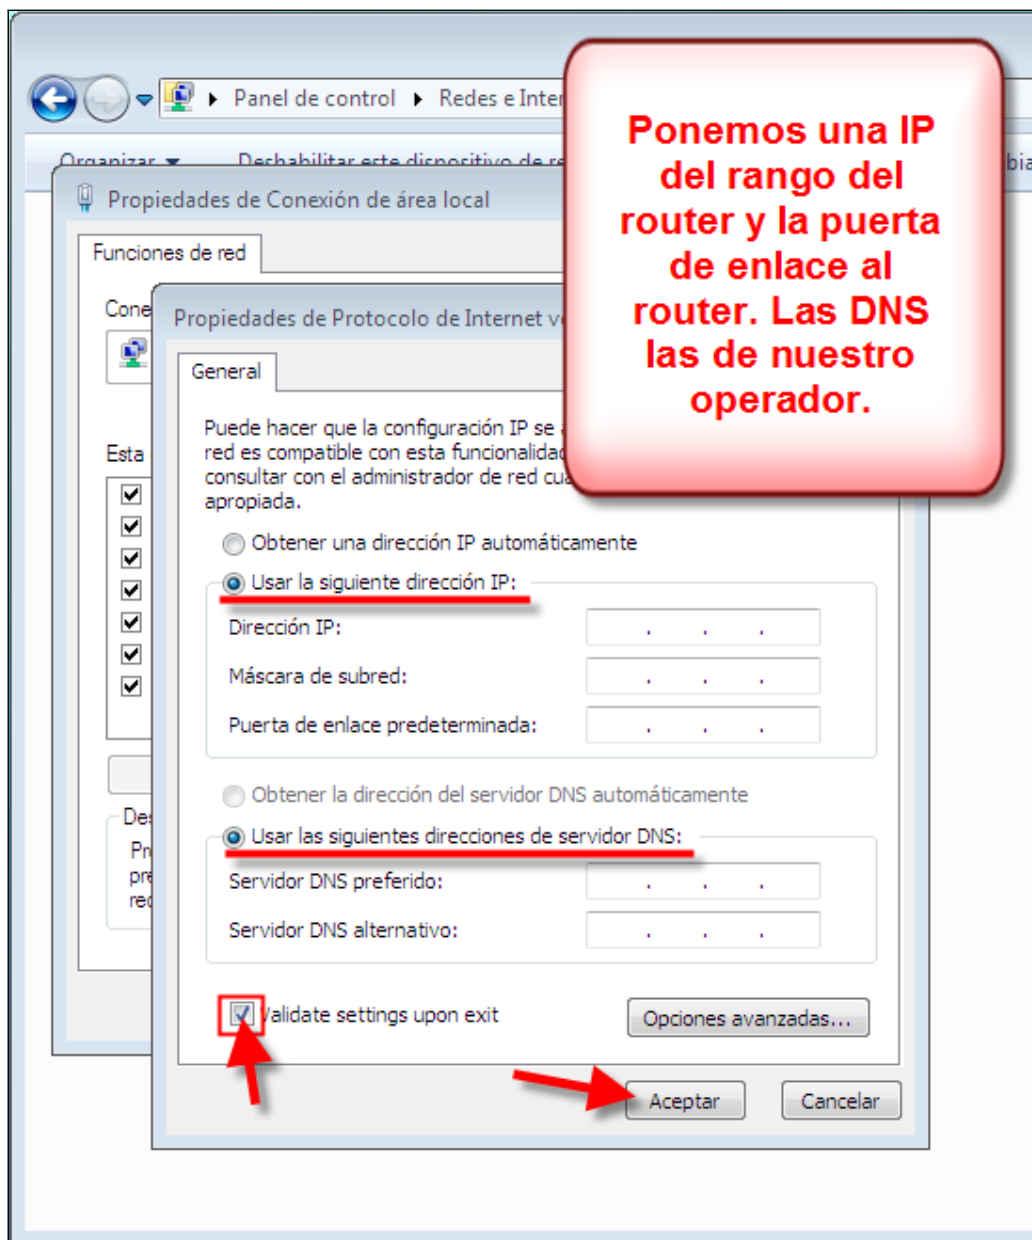 Panel de control Redes e Inter
Organizar Deshabilitar este dispositivo de re
Ponemos una IP
del rango del
router y la puerta
de enlace al
router. Las DNS
las de nuestro
operador.
Propiedades de Conexión de área local
Funciones de red
Cone
Esta
Propiedades de Protocolo de Internet ve
General
Puede hacer que la configuración IP se a
red es compatible con esta funcionalidad
consultar con el administrador de red cuá
apropiada.
Obtener una dirección IP automáticamente
Usar la siguiente dirección IP:
Dirección IP:
Máscara de subred:
Puerta de enlace predeterminada:
Obtener la dirección del servidor DNS automáticamente
Usar las siguientes direcciones de servidor DNS:
Servidor DNS preferido:
Servidor DNS alternativo:
Des
Pro
pre
red
Validate settings upon exit
Opciones avanzadas...
Aceptar
Cancelar